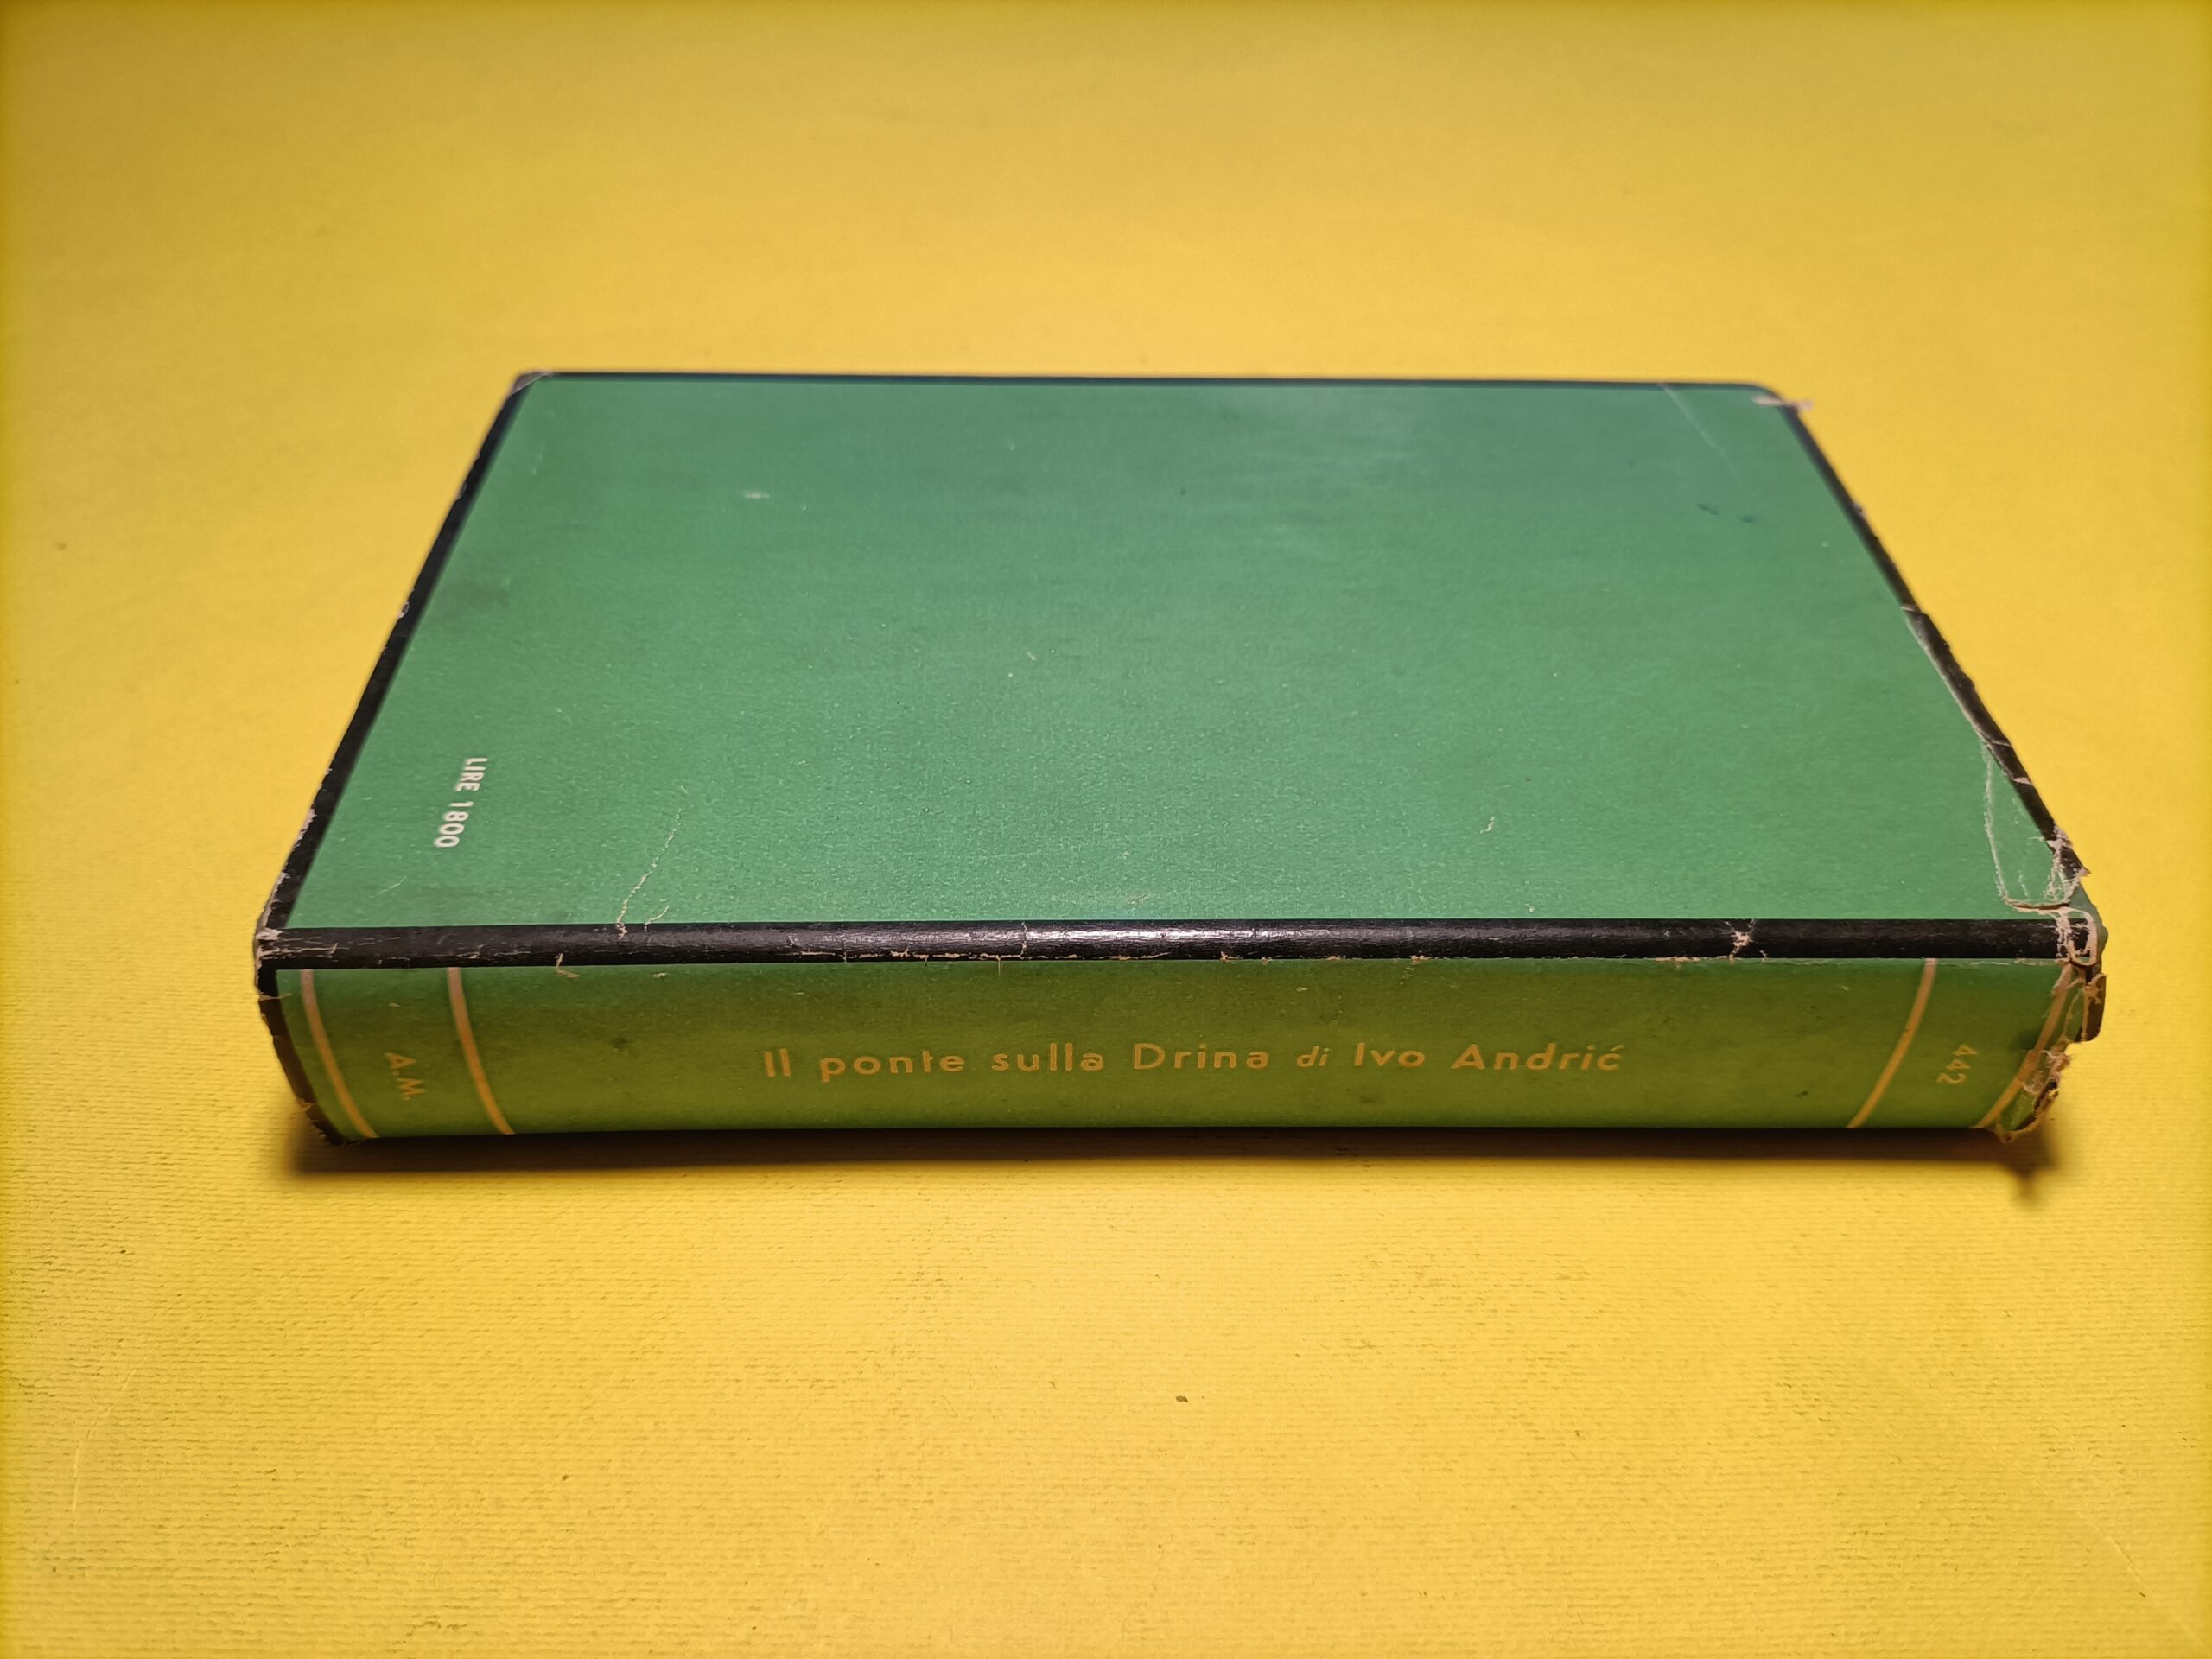 LIRE 1800
A.M.
Il ponte sulla Drina di Ivo Andrić
442